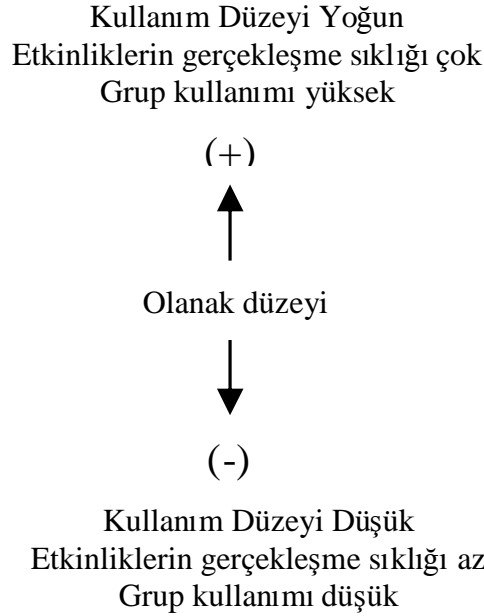 Kullanım Düzeyi Yoğun
Etkinliklerin gerçekleşme sıklığı çok
Grup kullanımı yüksek
(+)
Olanak düzeyi
(-)
Kullanım Düzeyi Düşük
Etkinliklerin gerçekleşme sıklığı az
Grup kullanımı düşük